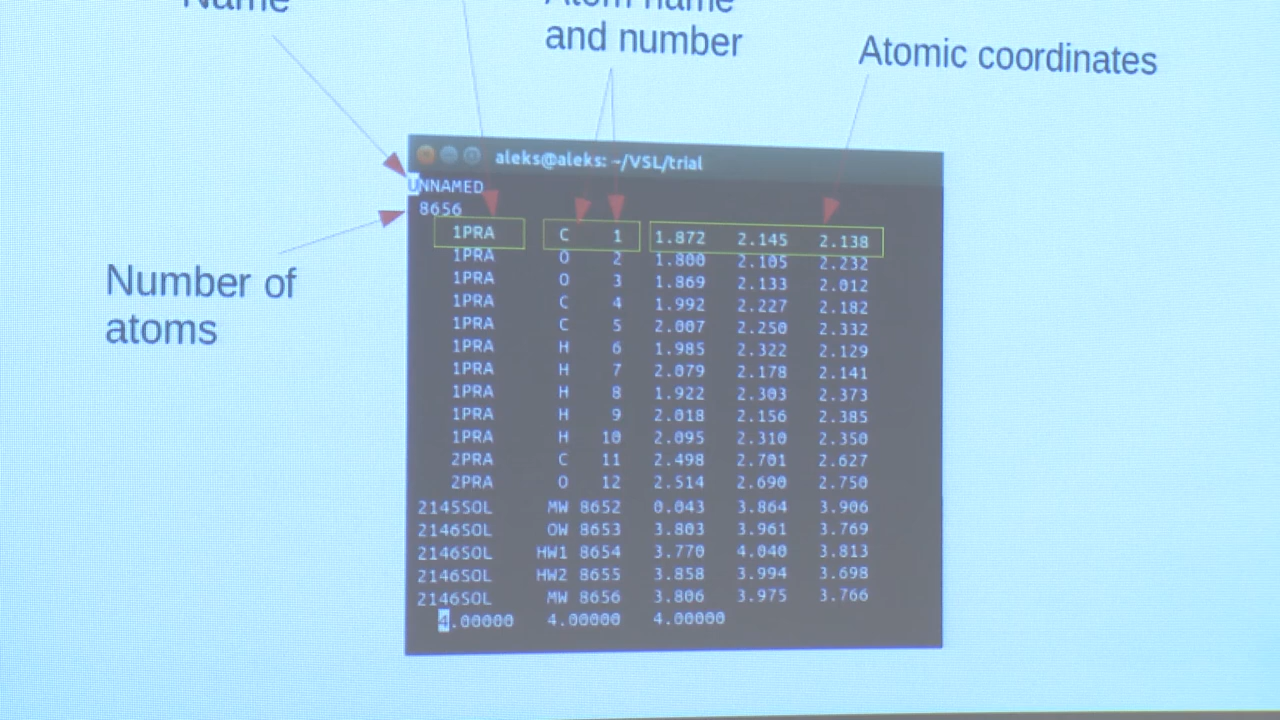 Name
Atom name
and number
Atomic coordinates
Number of
atoms
aleks@aleks: ~/VSL/trial
UNNAMED
8656
1PRA C 1 1.872 2.145 2.138
1PRA O 2 1.800 2.105 2.232
1PRA O 3 1.869 2.133 2.012
1PRA C 4 1.992 2.227 2.182
1PRA C 5 2.007 2.250 2.332
1PRA H 6 1.985 2.322 2.129
1PRA H 7 2.079 2.178 2.141
1PRA H 8 1.922 2.303 2.373
1PRA H 9 2.018 2.156 2.385
1PRA H 10 2.095 2.310 2.350
2PRA C 11 2.498 2.701 2.627
2PRA O 12 2.514 2.690 2.750
2145SOL MW 8652 0.043 3.864 3.906
2146SOL OW 8653 3.803 3.961 3.769
2146SOL HW1 8654 3.770 4.040 3.813
2146SOL HW2 8655 3.858 3.994 3.698
2146SOL MW 8656 3.806 3.975 3.766
4.00000 4.00000 4.00000